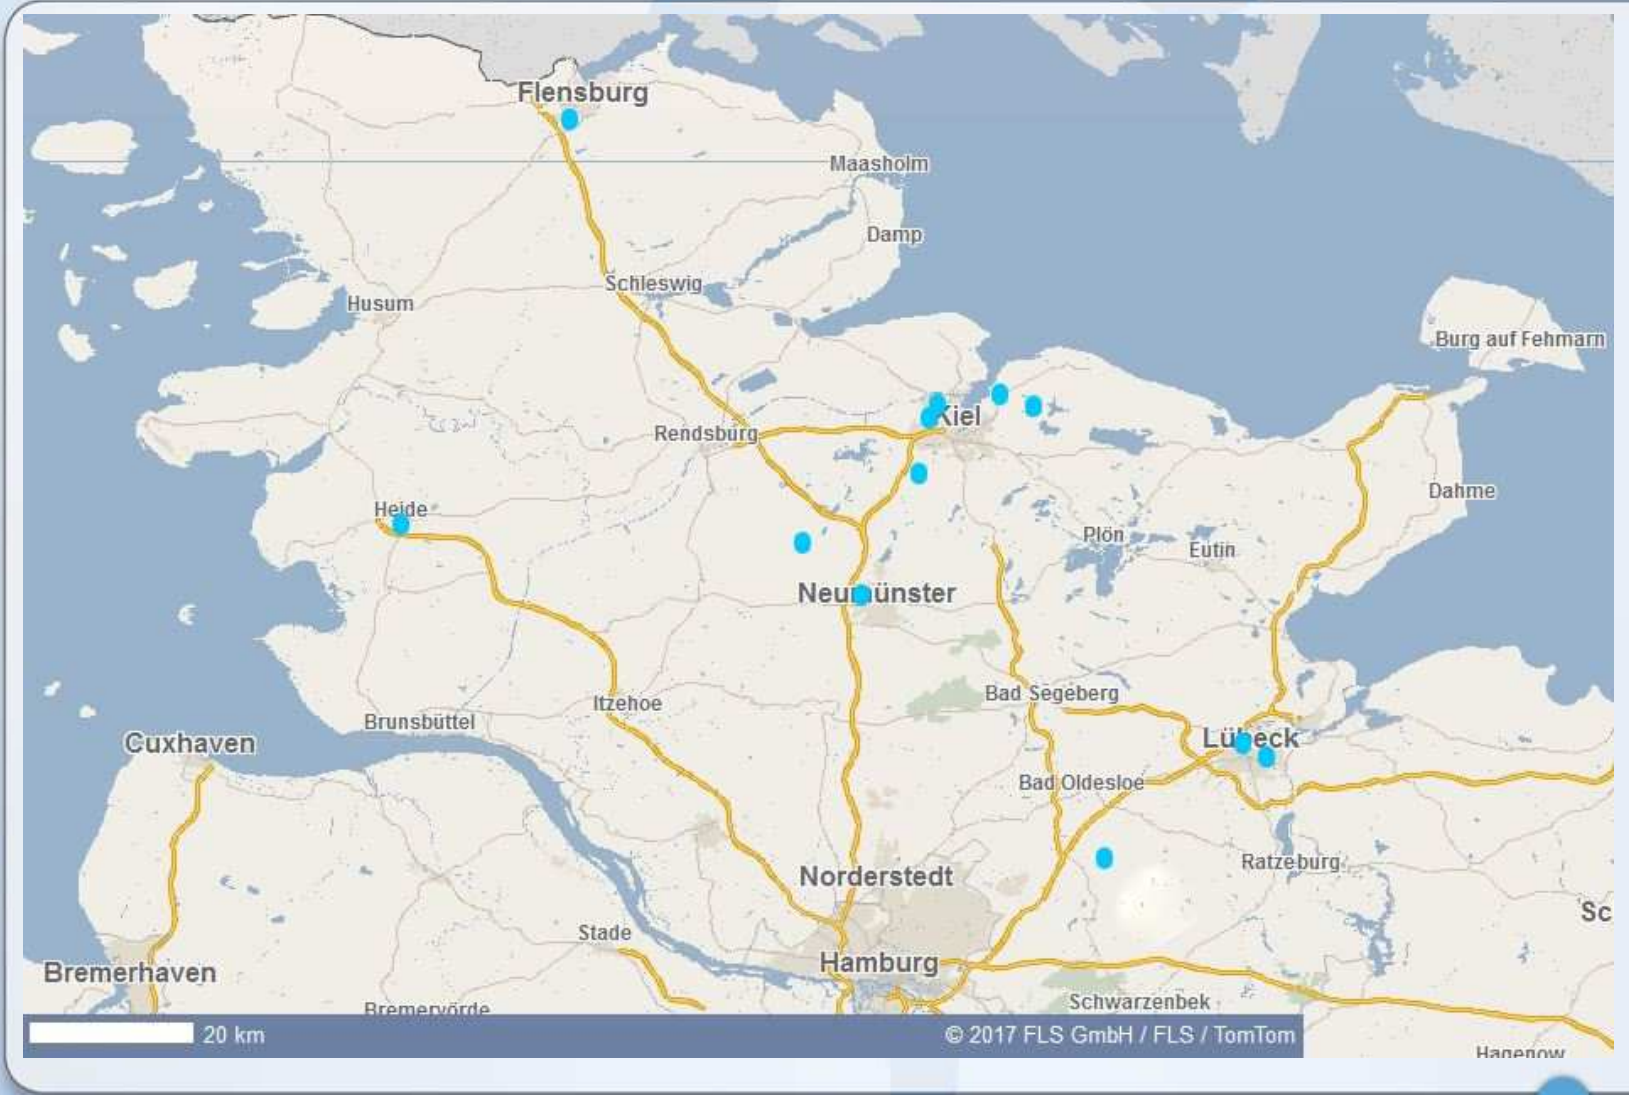 Flensburg
Maasholm
Damp
Schleswig
Husum
Burg auf Fehmarn
Kiel
Rendsburg
Dahme
Heide
Plön
Eutin
Neumünster
Bad Segeberg
Itzehoe
Brunsbüttel
Lübeck
Cuxhaven
Bad Oldesloe
Ratzeburg
Norderstedt
Sc
Stade
Hamburg
Bremerhaven
Schwarzenbek
Bremervörde
20 km
© 2017 FLS GmbH / FLS / TomTom
Hagenow